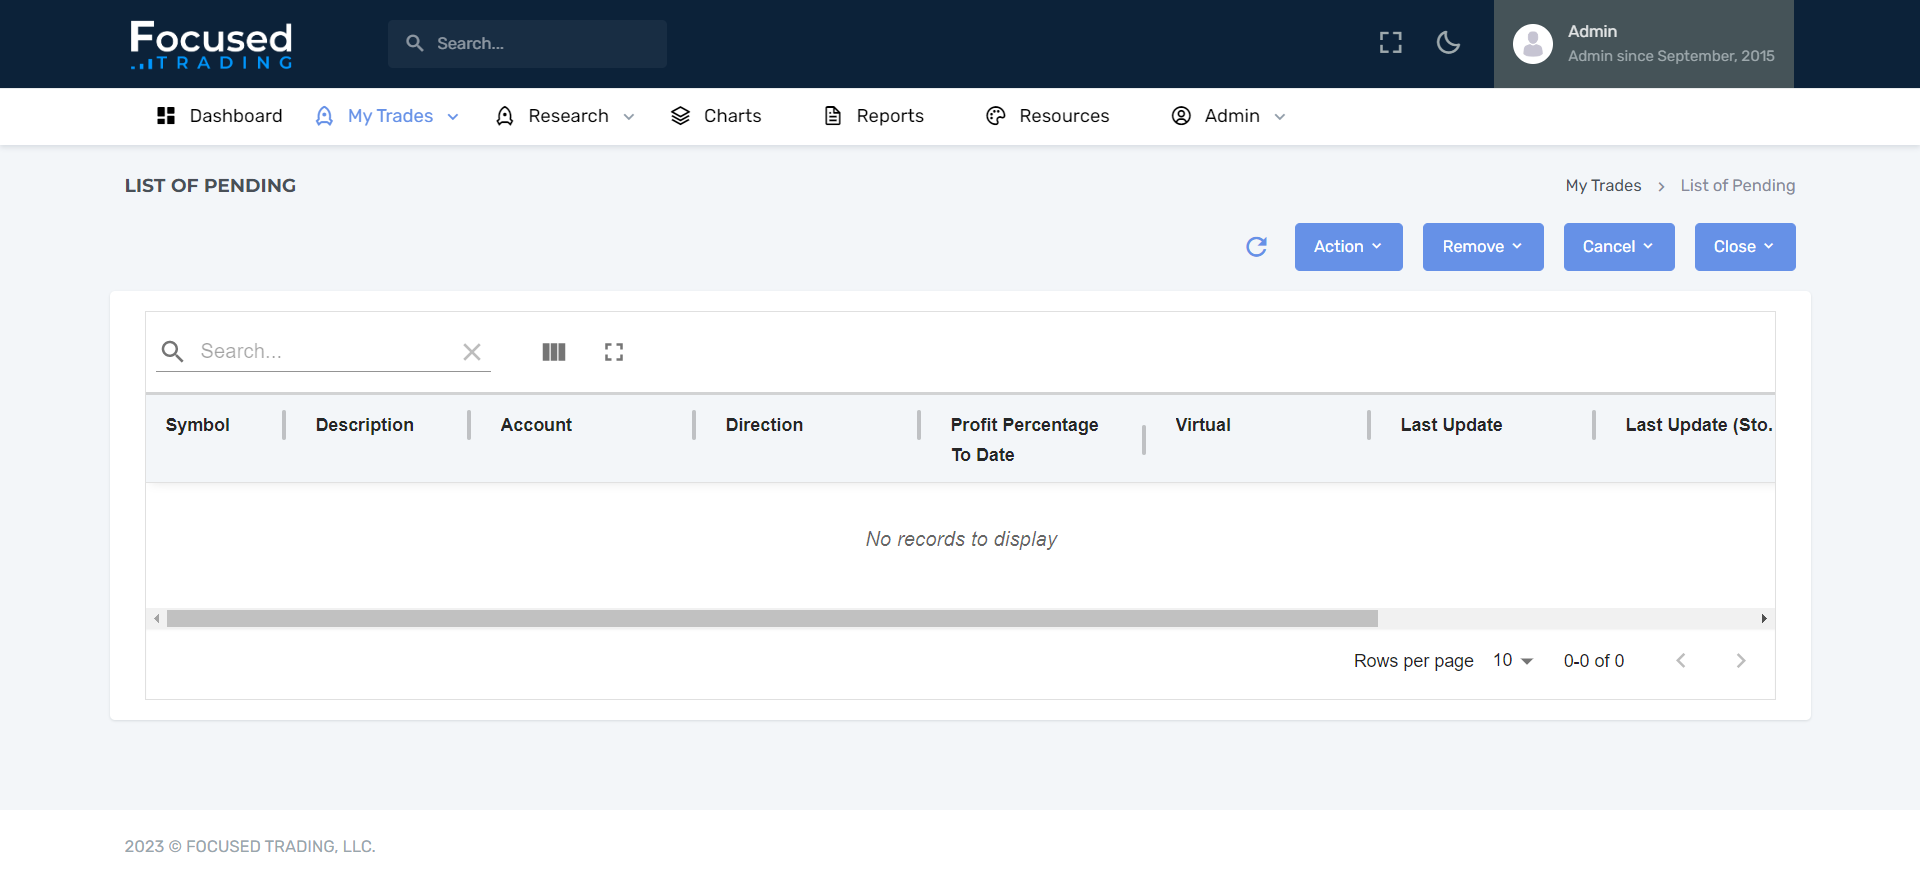 Focused
TRADING
Search...
Admin
Admin since September, 2015
Dashboard
My Trades
Research
Charts
Reports
Resources
Admin
LIST OF PENDING
My Trades
List of Pending
Action
Remove
Cancel
Close
Search...
Symbol
Description
Account
Direction
Profit Percentage
To Date
Virtual
Last Update
Last Update (Sto.
No records to display
Rows per page
10
0-0 of 0
2023 © FOCUSED TRADING, LLC.